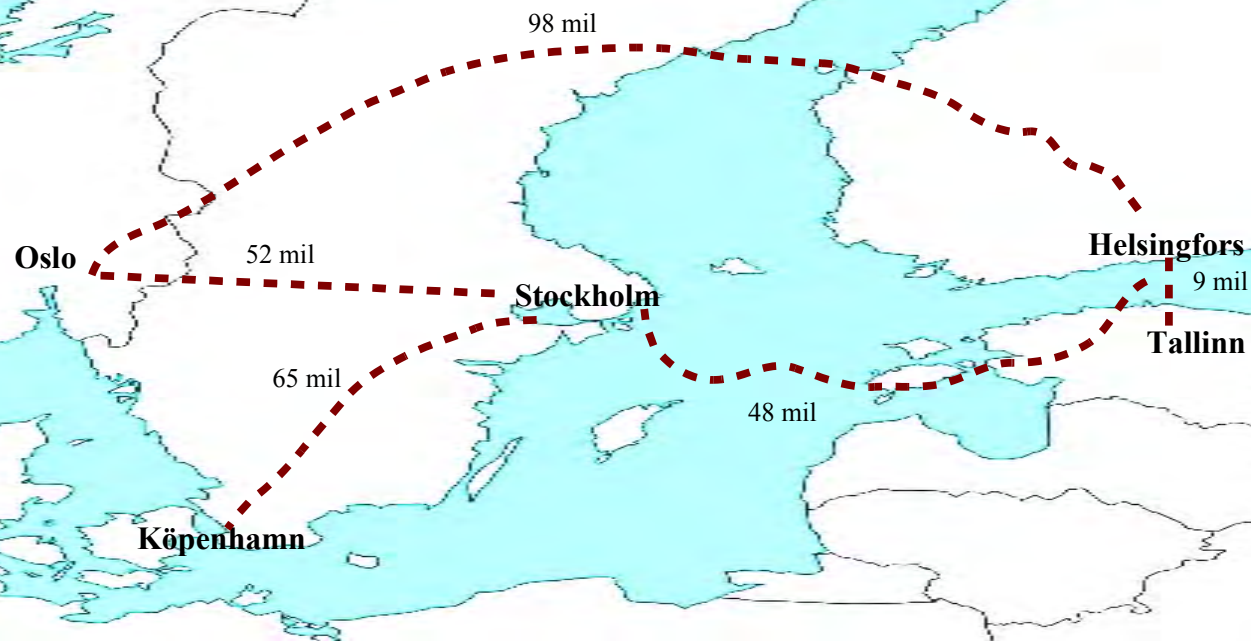 98 mil
Oslo
52 mil
Helsingfors
9 mil
Stockholm
Tallinn
65 mil
48 mil
Köpenhamn